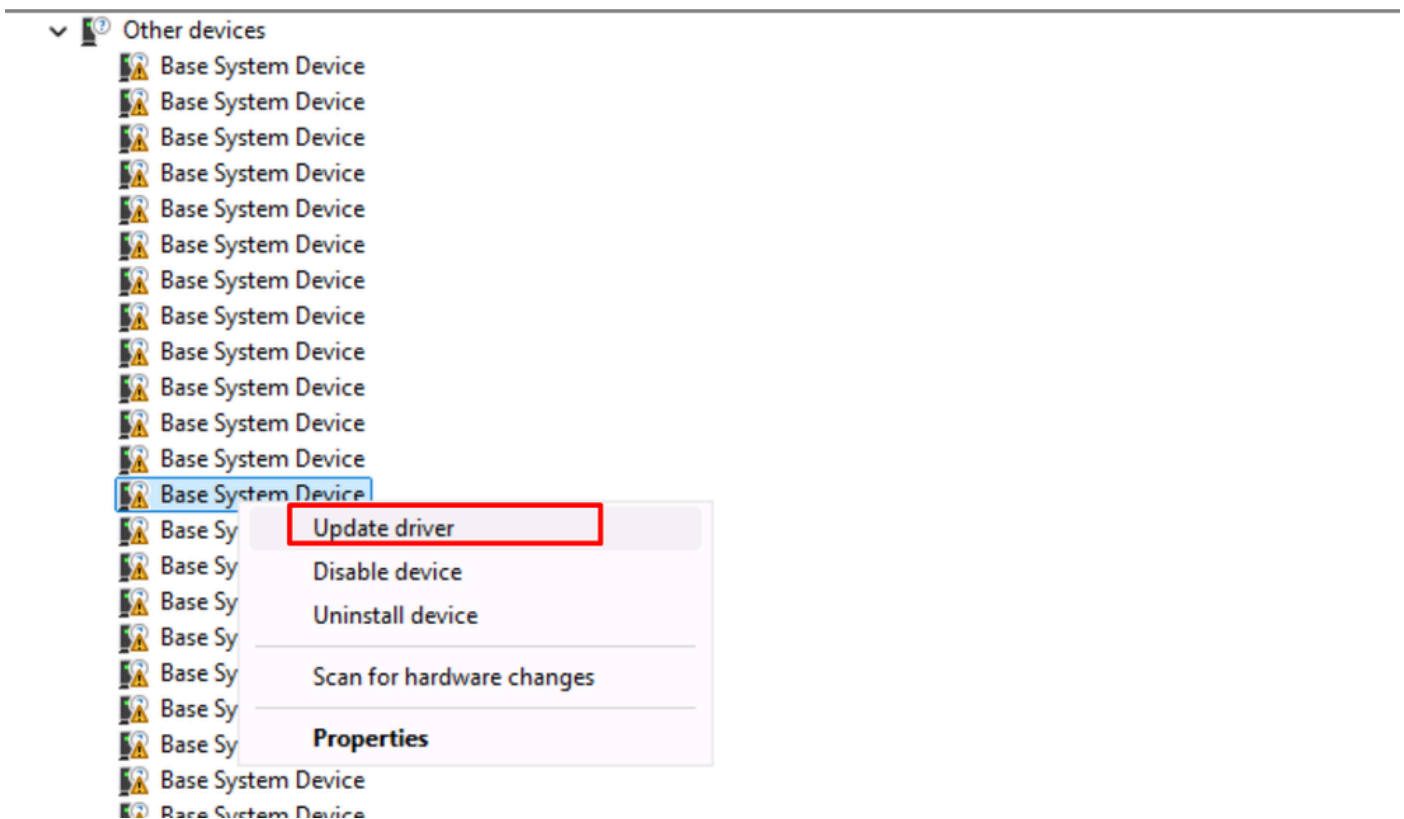 Other devices
Base System Device
Base System Device
Base System Device
Base System Device
Base System Device
Base System Device
Base System Device
Base System Device
Base System Device
Base System Device
Base System Device
Base System Device
Base System Device
Base Sy
Update driver
Base Sy
Disable device
Base Sy
Uninstall device
Base Sy
Base Sy
Scan for hardware changes
Base Sy
Base Sy
Properties
Base System Device
Base System Device